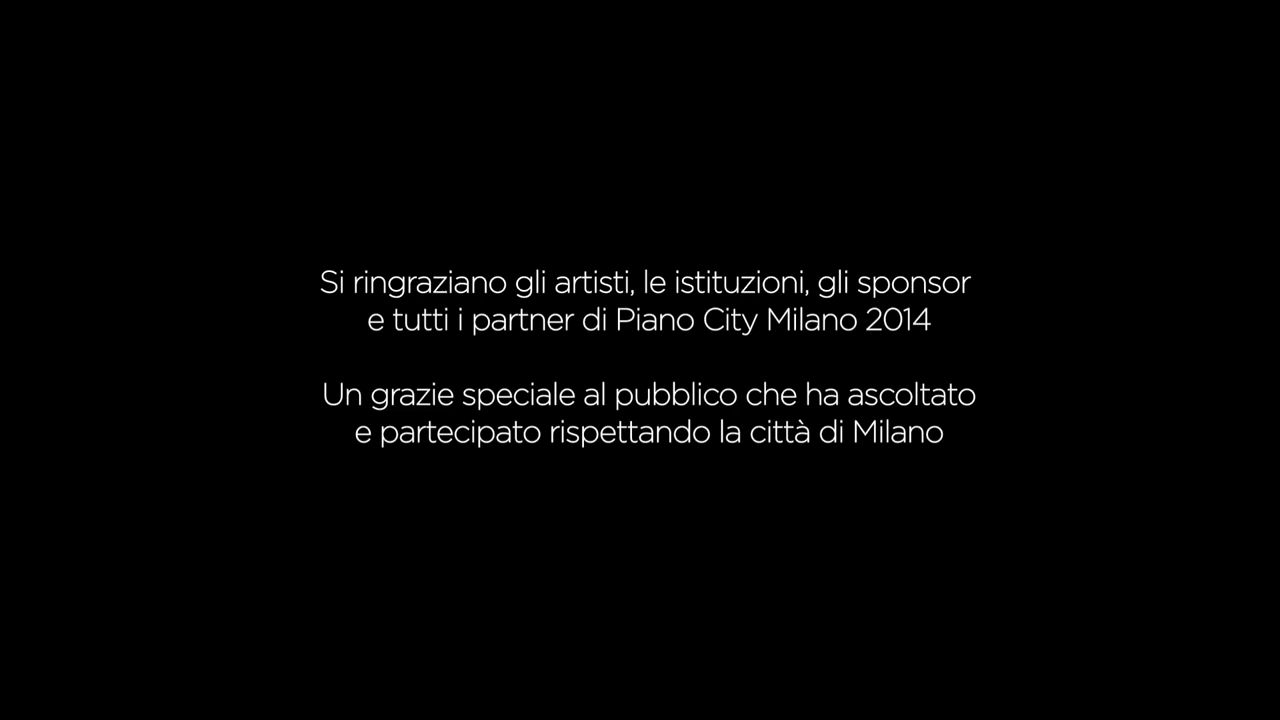 Si ringraziano gli artisti, le istituzioni, gli sponsor
e tutti i partner di Piano City Milano 2014
Un grazie speciale al pubblico che ha ascoltato
e partecipato rispettando la città di Milano